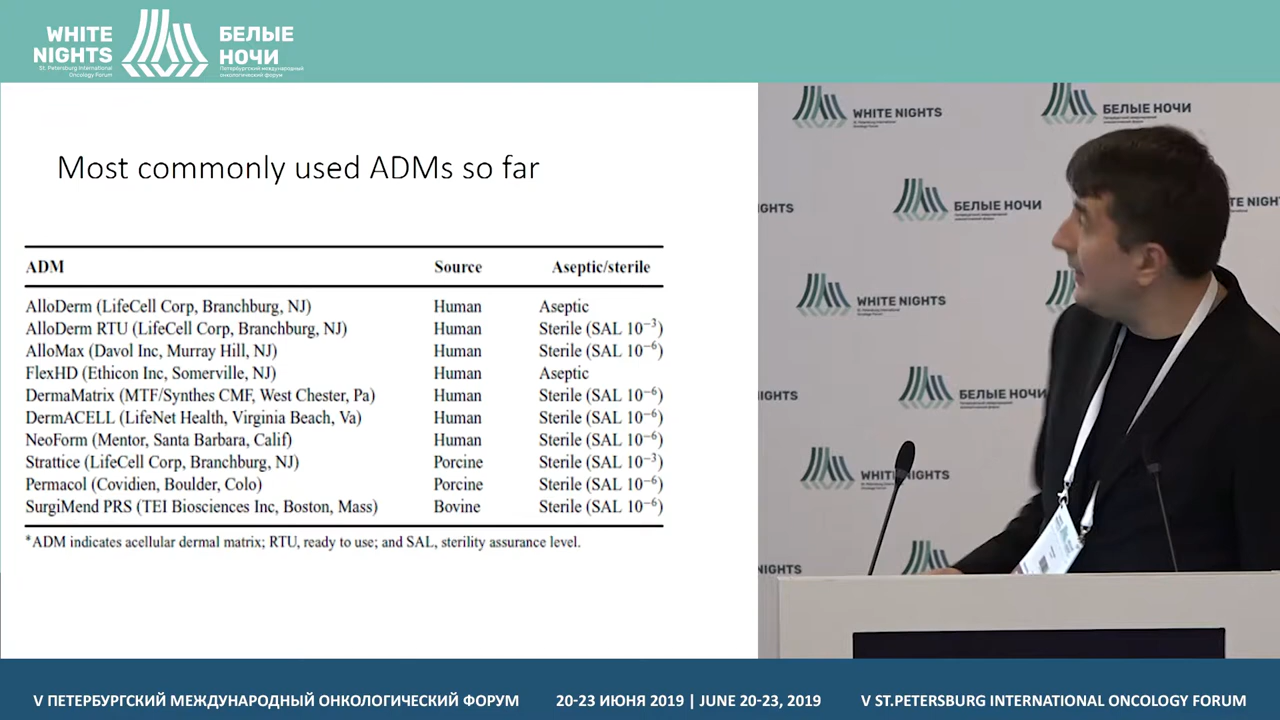 WHITE
NIGHTS
St. Petersburg International
Oncology Forum
БЕЛЫЕ
НОЧИ
Петербургский международный
онкологический форум
Most commonly used ADMs so far
ADM Source Aseptic/sterile
AlloDerm (LifeCell Corp, Branchburg, NJ) Human Aseptic
AlloDerm RTU (LifeCell Corp, Branchburg, NJ) Human Sterile (SAL 10⁻³)
AlloMax (Davol Inc, Murray Hill, NJ) Human Sterile (SAL 10⁻⁶)
FlexHD (Ethicon Inc, Somerville, NJ) Human Aseptic
DermaMatrix (MTF/Synthes CMF, West Chester, Pa) Human Sterile (SAL 10⁻⁶)
DermACELL (LifeNet Health, Virginia Beach, Va) Human Sterile (SAL 10⁻⁶)
NeoForm (Mentor, Santa Barbara, Calif) Human Sterile (SAL 10⁻⁶)
Strattice (LifeCell Corp, Branchburg, NJ) Porcine Sterile (SAL 10⁻³)
Permacol (Covidien, Boulder, Colo) Porcine Sterile (SAL 10⁻⁶)
SurgiMend PRS (TEI Biosciences Inc, Boston, Mass) Bovine Sterile (SAL 10⁻⁶)
*ADM indicates acellular dermal matrix; RTU, ready to use; and SAL, sterility assurance level.
WHITE NIGHTS
БЕЛЫЕ НОЧИ
IGHTS
БЕЛЫЕ НОЧИ
TE NIGH
WHITE NIGHTS
IGHTS
БЕЛЫЕ НОЧИ
WHITE NIGHTS
IGHTS
V ПЕТЕРБУРГСКИЙ МЕЖДУНАРОДНЫЙ ОНКОЛОГИЧЕСКИЙ ФОРУМ 20-23 ИЮНЯ 2019 | JUNE 20-23, 2019 V ST.PETERSBURG INTERNATIONAL ONCOLOGY FORUM